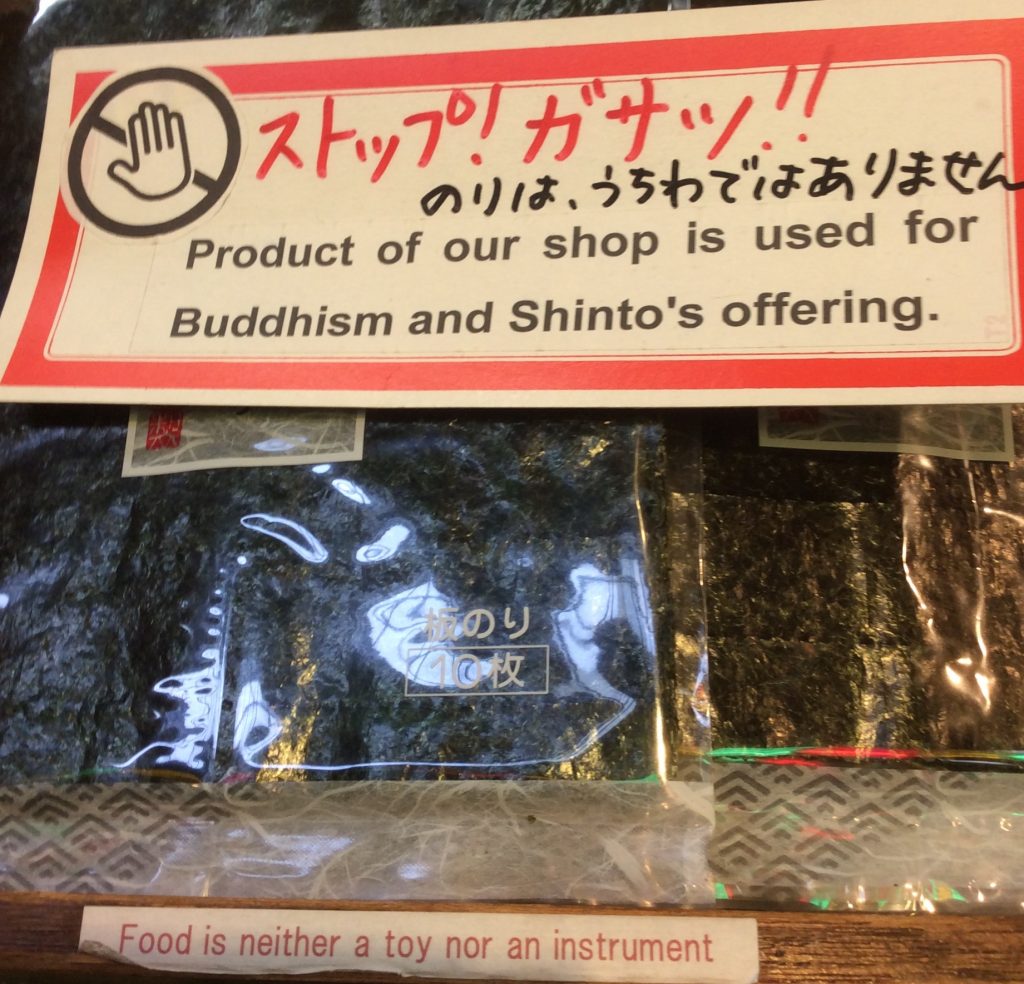 ストップ!ガサッ!!
のりは、うちわではありません
Product of our shop is used for
Buddhism and Shinto's offering.
板のり
10枚
Food is neither a toy nor an instrument